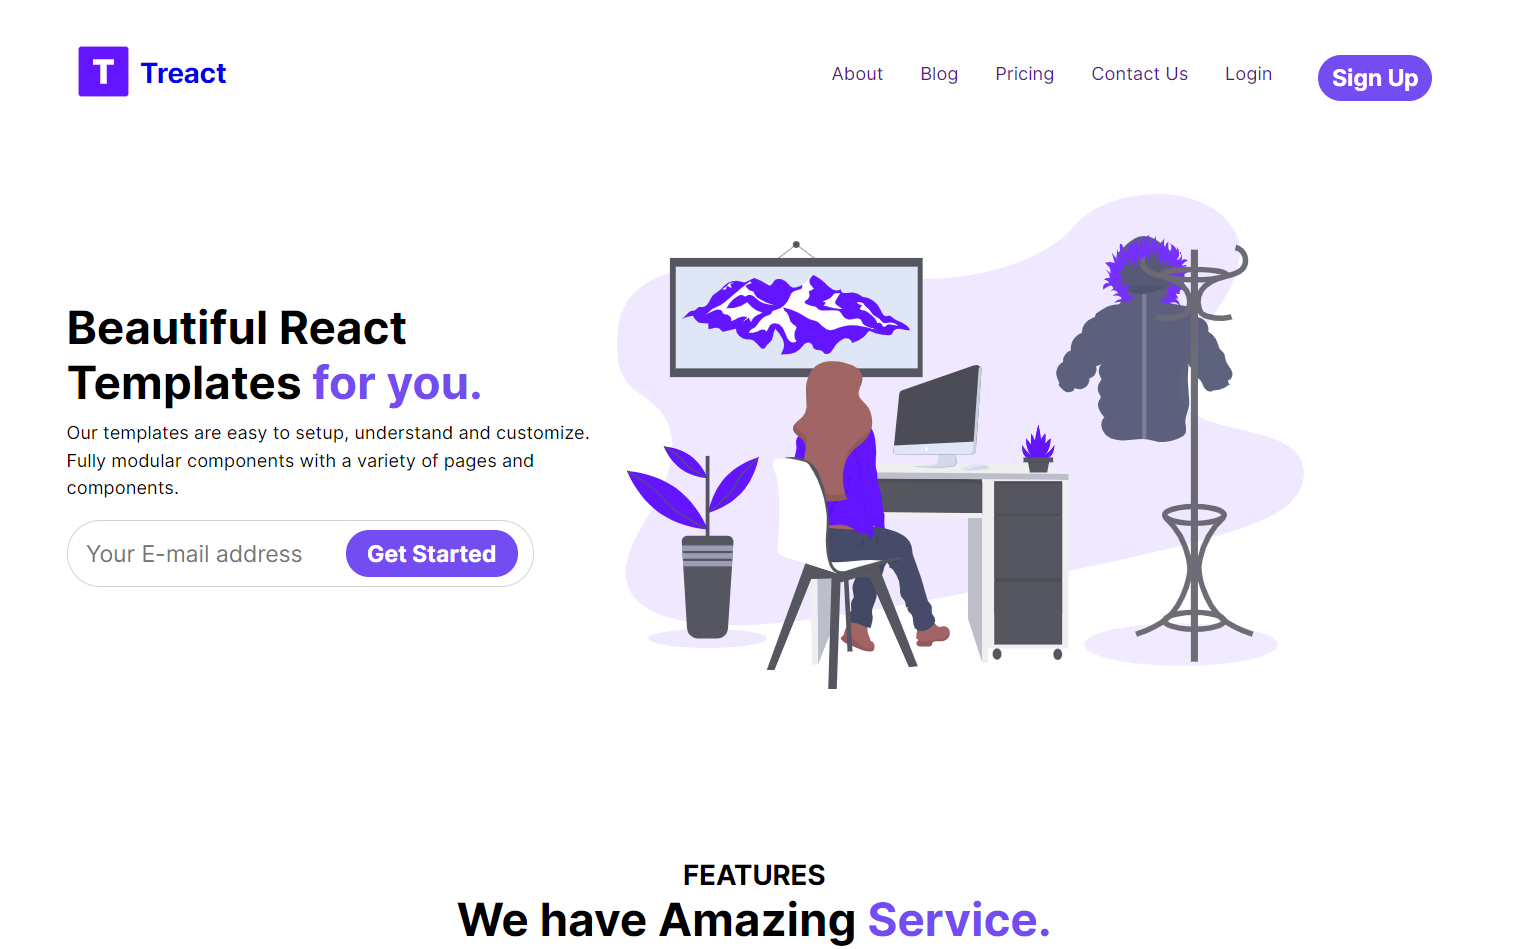 T Treact
About Blog Pricing Contact Us Login Sign Up
Beautiful React
Templates for you.
Our templates are easy to setup, understand and customize.
Fully modular components with a variety of pages and
components.
Your E-mail address Get Started
FEATURES
We have Amazing Service.